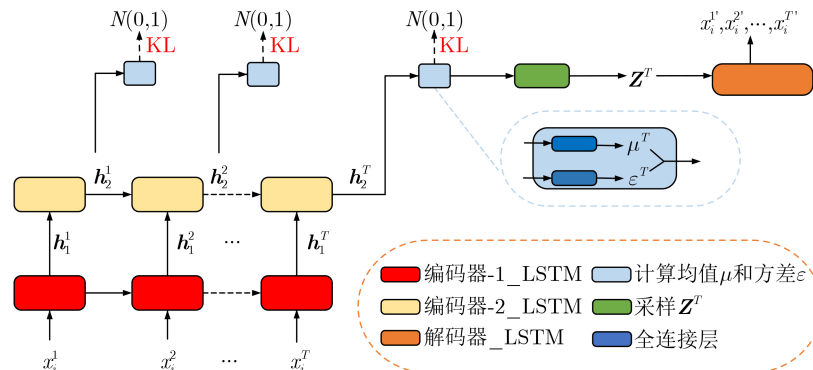 N(0,1) N(0,1) N(0,1) x_i^{1'},x_i^{2'},⋯,x_i^{T'}
KL KL KL
Z^T
μ^T
ε^T
h_2^1 h_2^2 h_2^T
h_1^1 h_1^2 ⋯ h_1^T
x_i^1 x_i^2 ⋯ x_i^T
编码器-1_LSTM 计算均值μ和方差ε
编码器-2_LSTM 采样Z^T
解码器_LSTM 全连接层